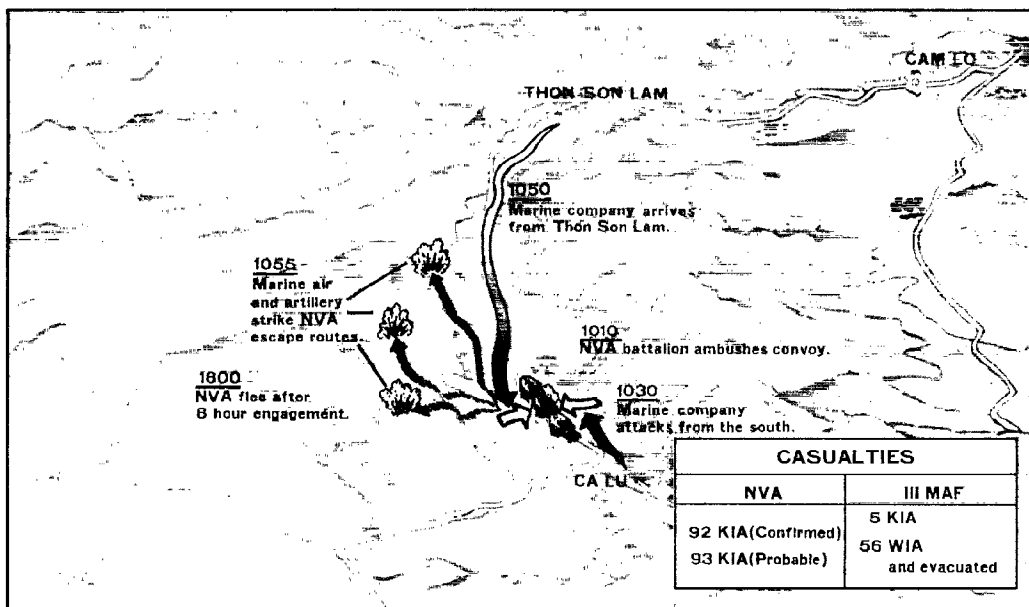 CAM LO
THON SON LAM
1050
Marine company arrives
from Thon Son Lam.
1055
Marine air
and artillery
strike NVA
escape routes.
1010
NVA battalion ambushes convoy.
1800
NVA flee after
8 hour engagement.
1030
Marine company
attacks from the south.
CA LU
CASUALTIES
NVA
III MAF
92 KIA(Confirmed)
93 KIA(Probable)
5 KIA
56 WIA
and evacuated